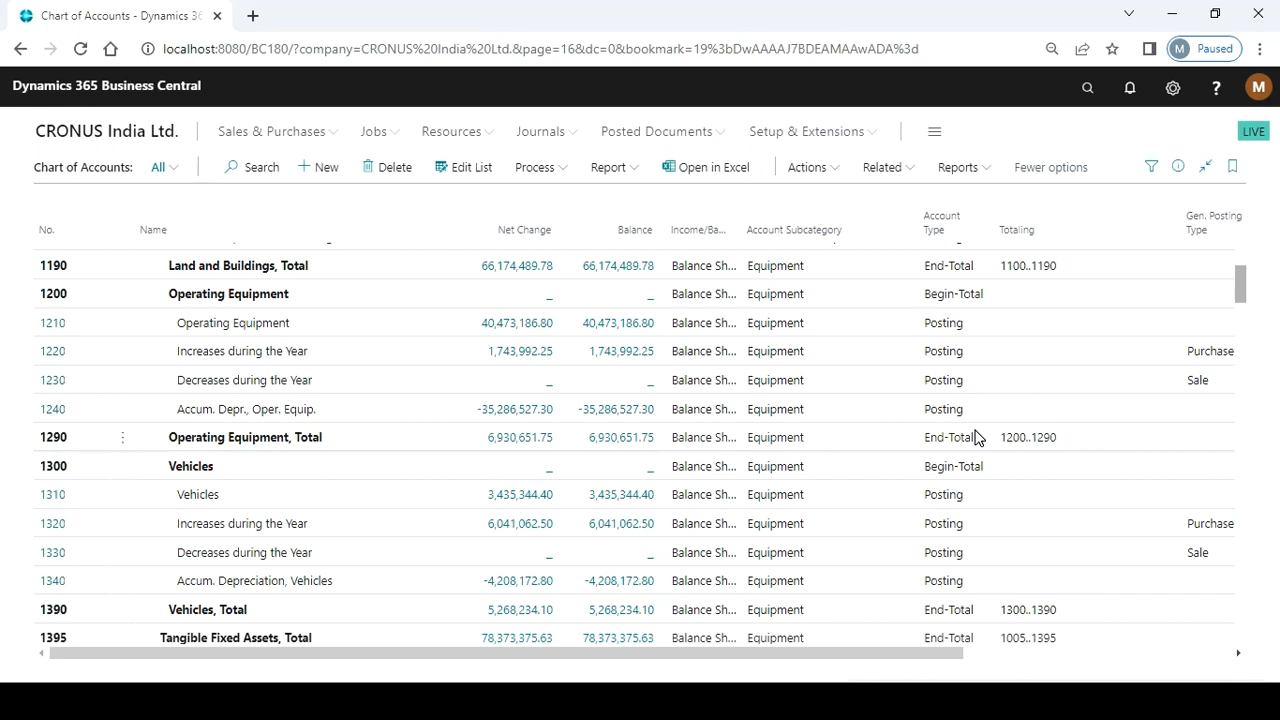 Chart of Accounts - Dynamics 36
localhost:8080/BC180/?company=CRONUS%20India%20Ltd.&page=16&dc=0&bookmark=19%3bDwAAAAJ7BDEAMAAwADA%3d
M Paused
Dynamics 365 Business Central
? M
CRONUS India Ltd. Sales & Purchases Jobs Resources Journals Posted Documents Setup & Extensions LIVE
Chart of Accounts: All Search New Delete Edit List Process Report Open in Excel Actions Related Reports Fewer options
No. Name Net Change Balance Income/Ba... Account Subcategory Account Type Totaling Gen. Posting Type
1190 Land and Buildings, Total 66,174,489.78 66,174,489.78 Balance Sh... Equipment End-Total 1100..1190
1200 Operating Equipment _ _ Balance Sh... Equipment Begin-Total
1210 Operating Equipment 40,473,186.80 40,473,186.80 Balance Sh... Equipment Posting
1220 Increases during the Year 1,743,992.25 1,743,992.25 Balance Sh... Equipment Posting Purchase
1230 Decreases during the Year _ _ Balance Sh... Equipment Posting Sale
1240 Accum. Depr., Oper. Equip. -35,286,527.30 -35,286,527.30 Balance Sh... Equipment Posting
1290 Operating Equipment, Total 6,930,651.75 6,930,651.75 Balance Sh... Equipment End-Total 1200..1290
1300 Vehicles _ _ Balance Sh... Equipment Begin-Total
1310 Vehicles 3,435,344.40 3,435,344.40 Balance Sh... Equipment Posting
1320 Increases during the Year 6,041,062.50 6,041,062.50 Balance Sh... Equipment Posting Purchase
1330 Decreases during the Year _ _ Balance Sh... Equipment Posting Sale
1340 Accum. Depreciation, Vehicles -4,208,172.80 -4,208,172.80 Balance Sh... Equipment Posting
1390 Vehicles, Total 5,268,234.10 5,268,234.10 Balance Sh... Equipment End-Total 1300..1390
1395 Tangible Fixed Assets, Total 78,373,375.63 78,373,375.63 Balance Sh... Equipment End-Total 1005..1395